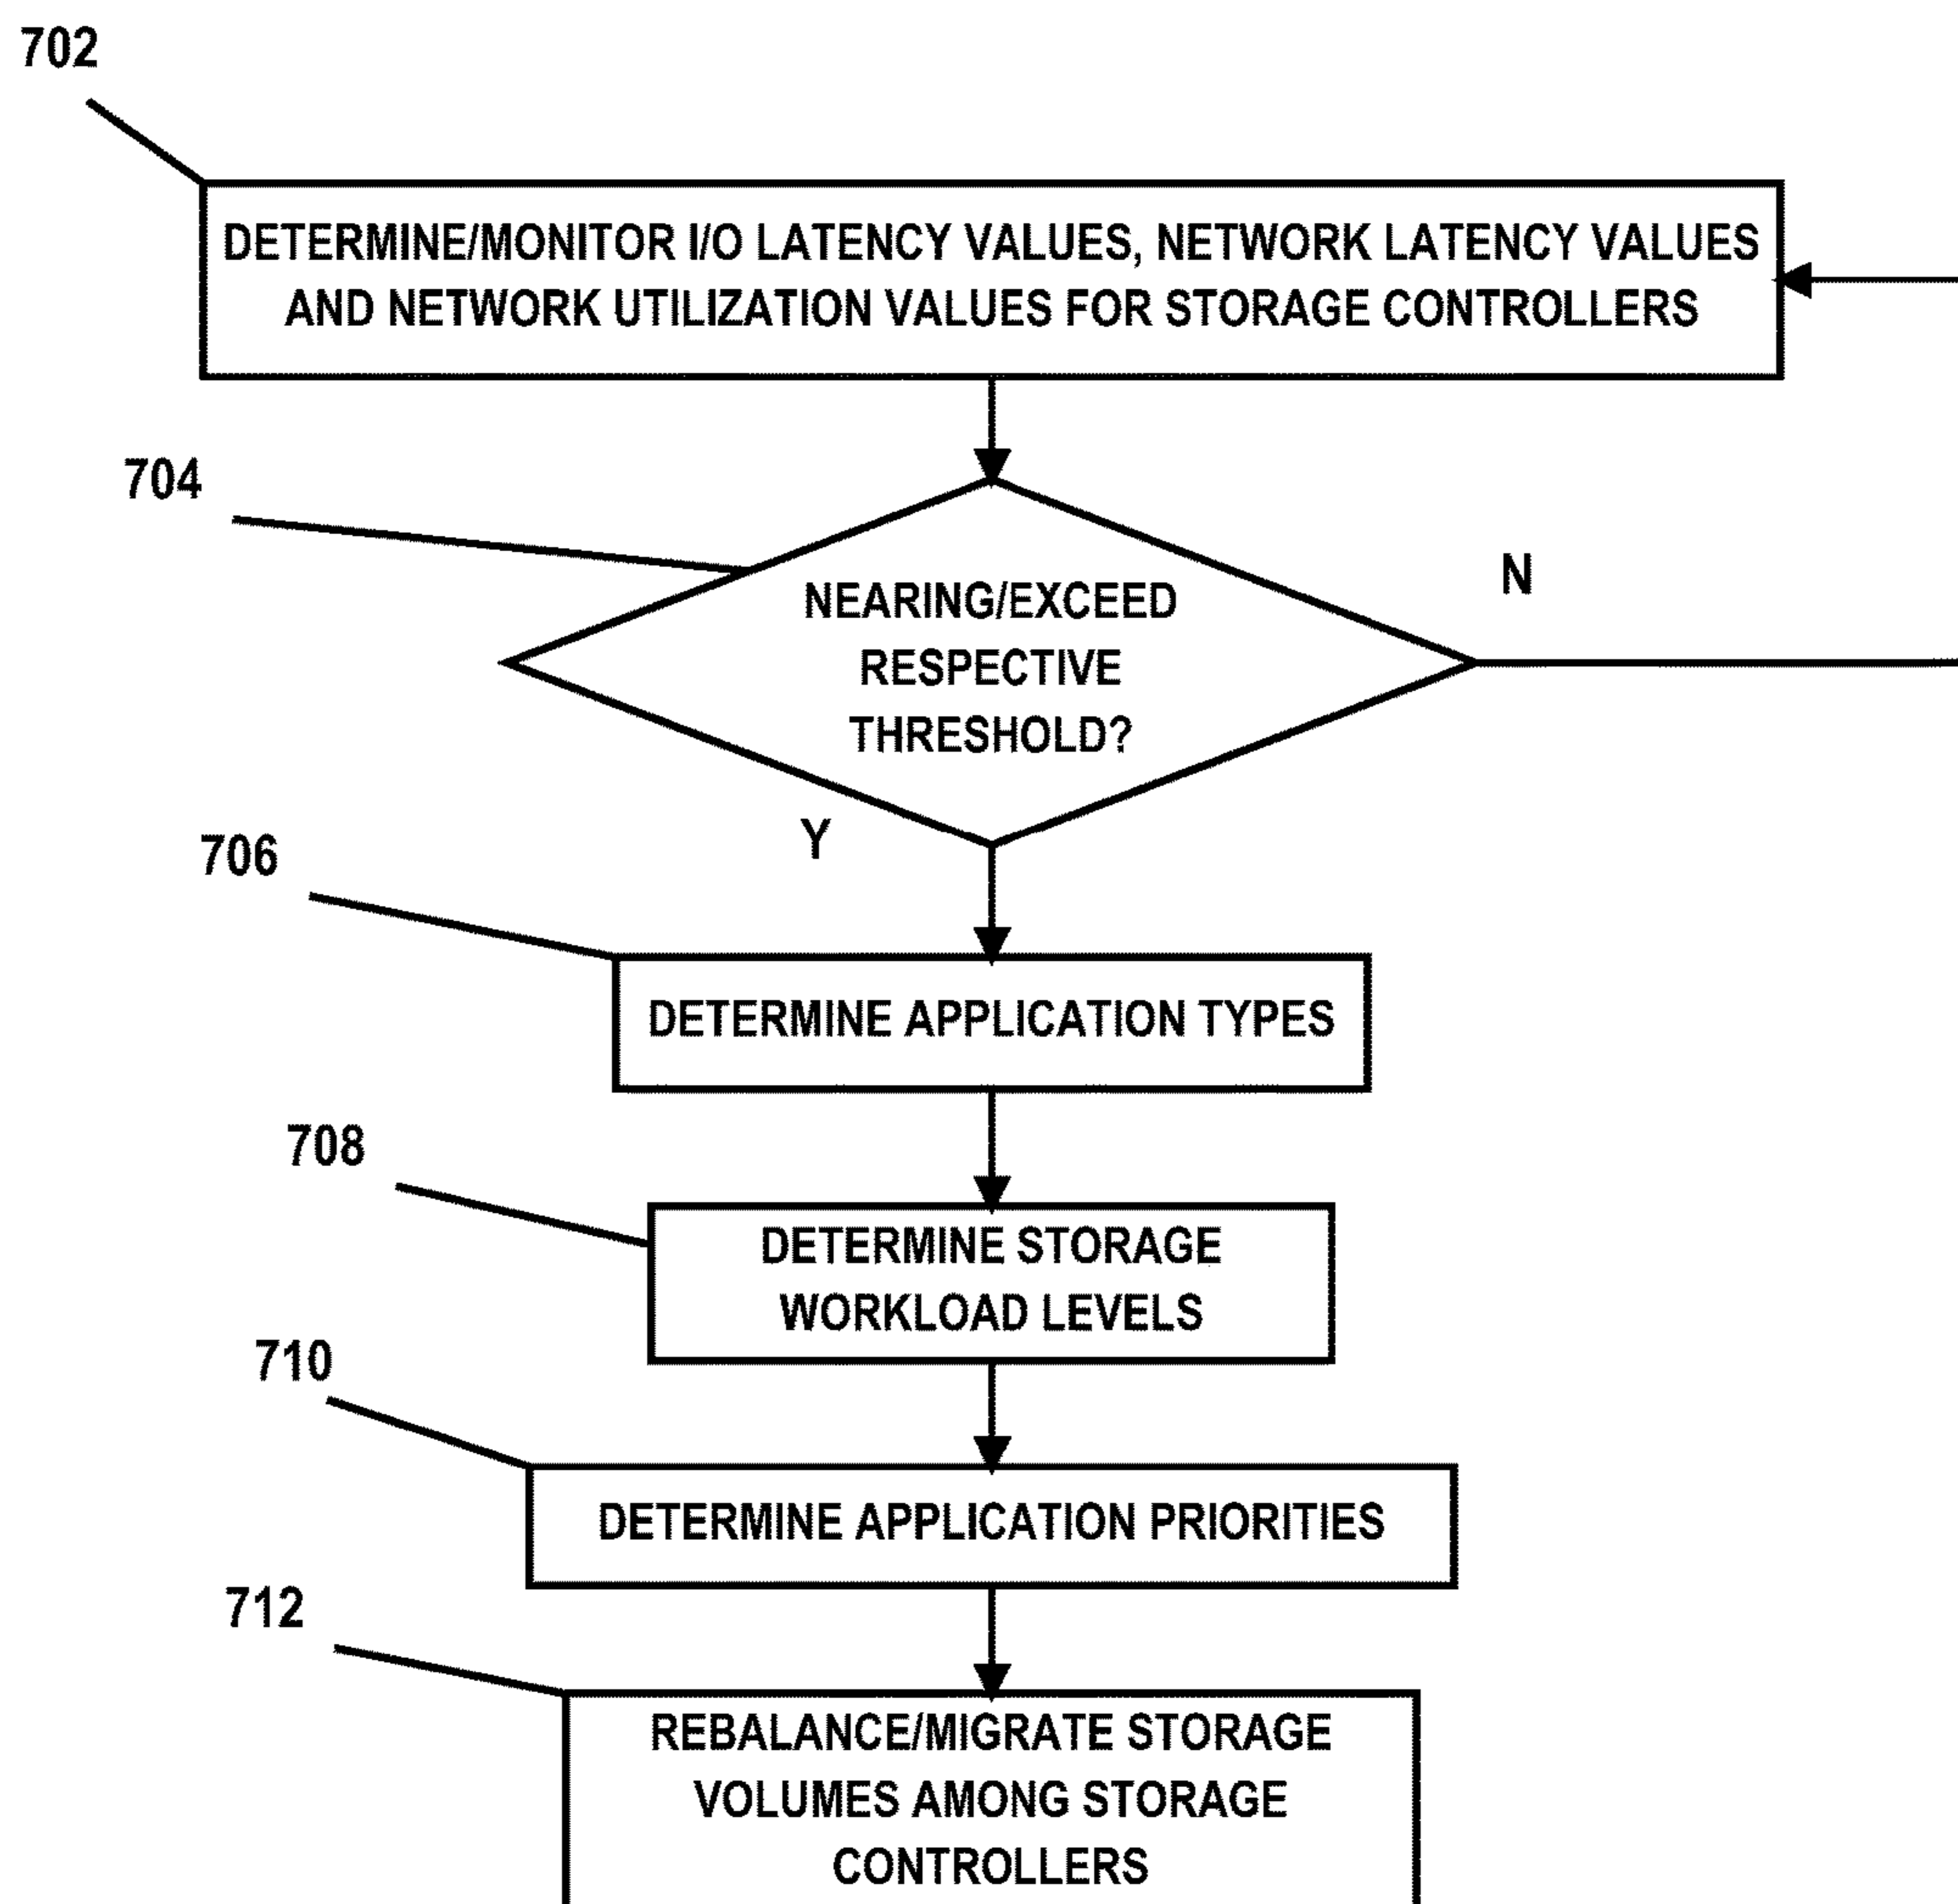 702
DETERMINE/MONITOR I/O LATENCY VALUES, NETWORK LATENCY VALUES
AND NETWORK UTILIZATION VALUES FOR STORAGE CONTROLLERS
704
NEARING/EXCEED
RESPECTIVE
THRESHOLD?
N
Y
706
DETERMINE APPLICATION TYPES
708
DETERMINE STORAGE
WORKLOAD LEVELS
710
DETERMINE APPLICATION PRIORITIES
712
REBALANCE/MIGRATE STORAGE
VOLUMES AMONG STORAGE
CONTROLLERS